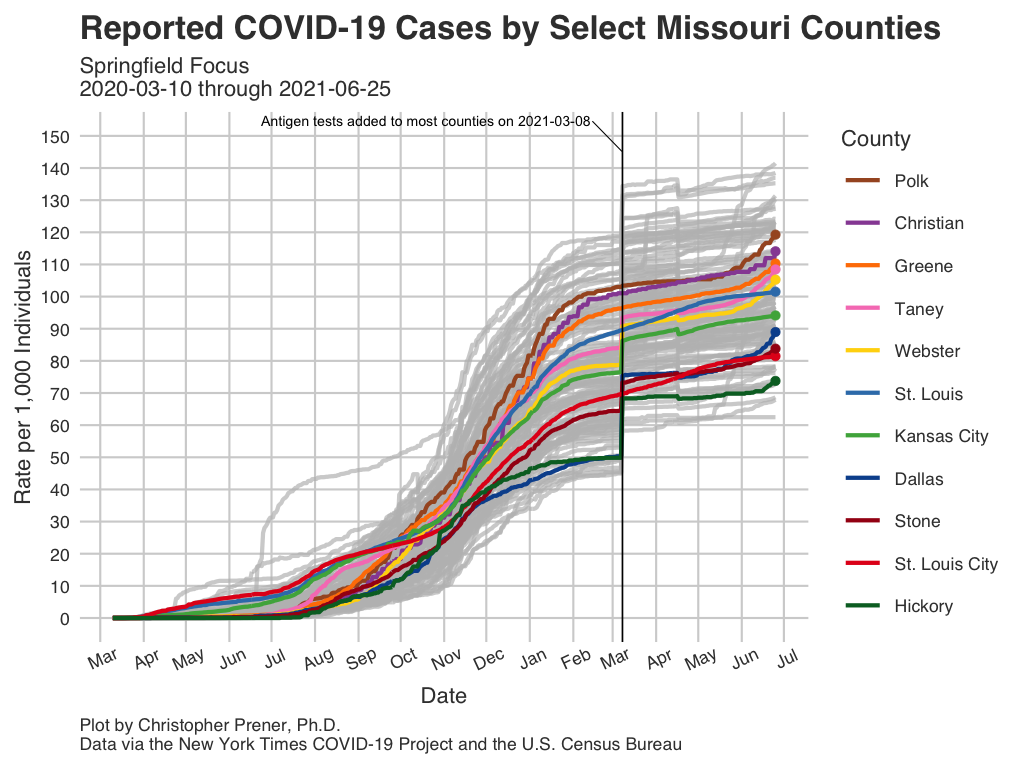 Reported COVID-19 Cases by Select Missouri Counties
Springfield Focus
2020-03-10 through 2021-06-25
Antigen tests added to most counties on 2021-03-08
Rate per 1,000 Individuals
150
140
130
120
110
100
90
80
70
60
50
40
30
20
10
0
Mar Apr May Jun Jul Aug Sep Oct Nov Dec Jan Feb Mar Apr May Jun Jul
Date
County
Polk
Christian
Greene
Taney
Webster
St. Louis
Kansas City
Dallas
Stone
St. Louis City
Hickory
Plot by Christopher Prener, Ph.D.
Data via the New York Times COVID-19 Project and the U.S. Census Bureau